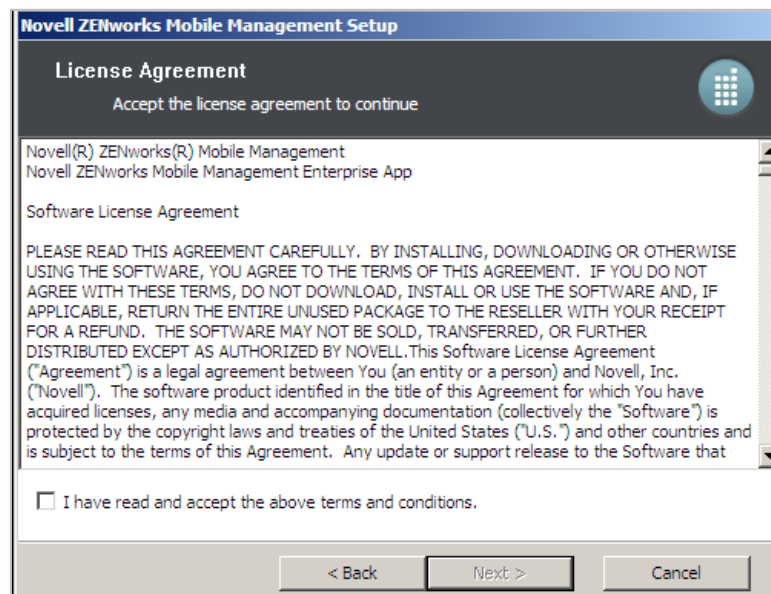 Novell ZENworks Mobile Management Setup
License Agreement
Accept the license agreement to continue
Novell(R) ZENworks(R) Mobile Management
Novell ZENworks Mobile Management Enterprise App
Software License Agreement
PLEASE READ THIS AGREEMENT CAREFULLY.  BY INSTALLING, DOWNLOADING OR OTHERWISE
USING THE SOFTWARE, YOU AGREE TO THE TERMS OF THIS AGREEMENT.  IF YOU DO NOT
AGREE WITH THESE TERMS, DO NOT DOWNLOAD, INSTALL OR USE THE SOFTWARE AND, IF
APPLICABLE, RETURN THE ENTIRE UNUSED PACKAGE TO THE RESELLER WITH YOUR RECEIPT
FOR A REFUND.  THE SOFTWARE MAY NOT BE SOLD, TRANSFERRED, OR FURTHER
DISTRIBUTED EXCEPT AS AUTHORIZED BY NOVELL.This Software License Agreement
("Agreement") is a legal agreement between You (an entity or a person) and Novell, Inc.
("Novell").  The software product identified in the title of this Agreement for which You have
acquired licenses, any media and accompanying documentation (collectively the "Software") is
protected by the copyright laws and treaties of the United States ("U.S.") and other countries and
is subject to the terms of this Agreement.  Any update or support release to the Software that
I have read and accept the above terms and conditions.
< Back
Next >
Cancel